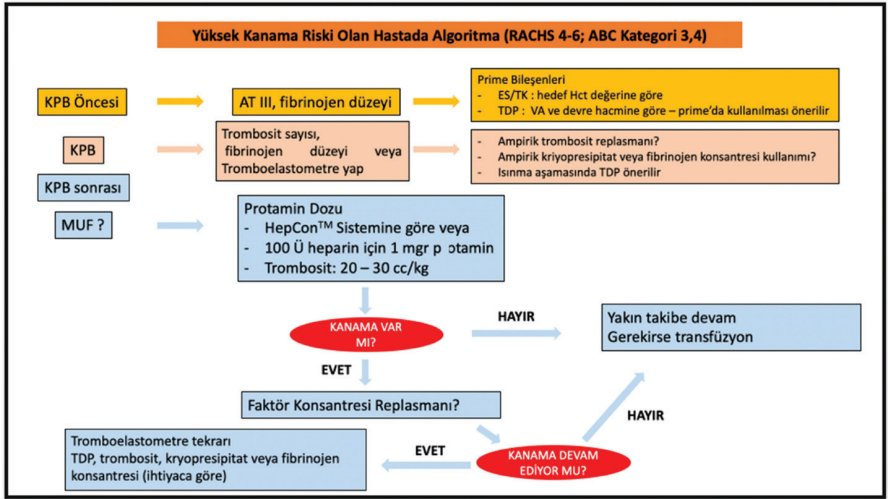 Yüksek Kanama Riski Olan Hastada Algoritma (RACHS 4-6; ABC Kategori 3,4)
KPB Öncesi
AT III, fibrinojen düzeyi
Prime Bileşenleri
- ES/TK : hedef Hct değerine göre
- TDP : VA ve devre hacmine göre – prime’da kullanılması önerilir
KPB
Trombosit sayısı,
fibrinojen düzeyi veya
Tromboelastometre yap
- Ampirik trombosit replasmanı?
- Ampirik kriyopresipitat veya fibrinojen konsantresi kullanımı?
- Isınma aşamasında TDP önerilir
KPB sonrası
MUF ?
Protamin Dozu
- HepCon™ Sistemine göre veya
- 100 Ü heparin için 1 mgr p otamin
- Trombosit: 20 – 30 cc/kg
KANAMA VAR
MI?
HAYIR
Yakın takibe devam
Gerekirse transfüzyon
EVET
Faktör Konsantresi Replasmanı?
HAYIR
KANAMA DEVAM
EDİYOR MU?
EVET
Tromboelastometre tekrarı
TDP, trombosit, kryopresipitat veya fibrinojen
konsantresi (ihtiyaca göre)